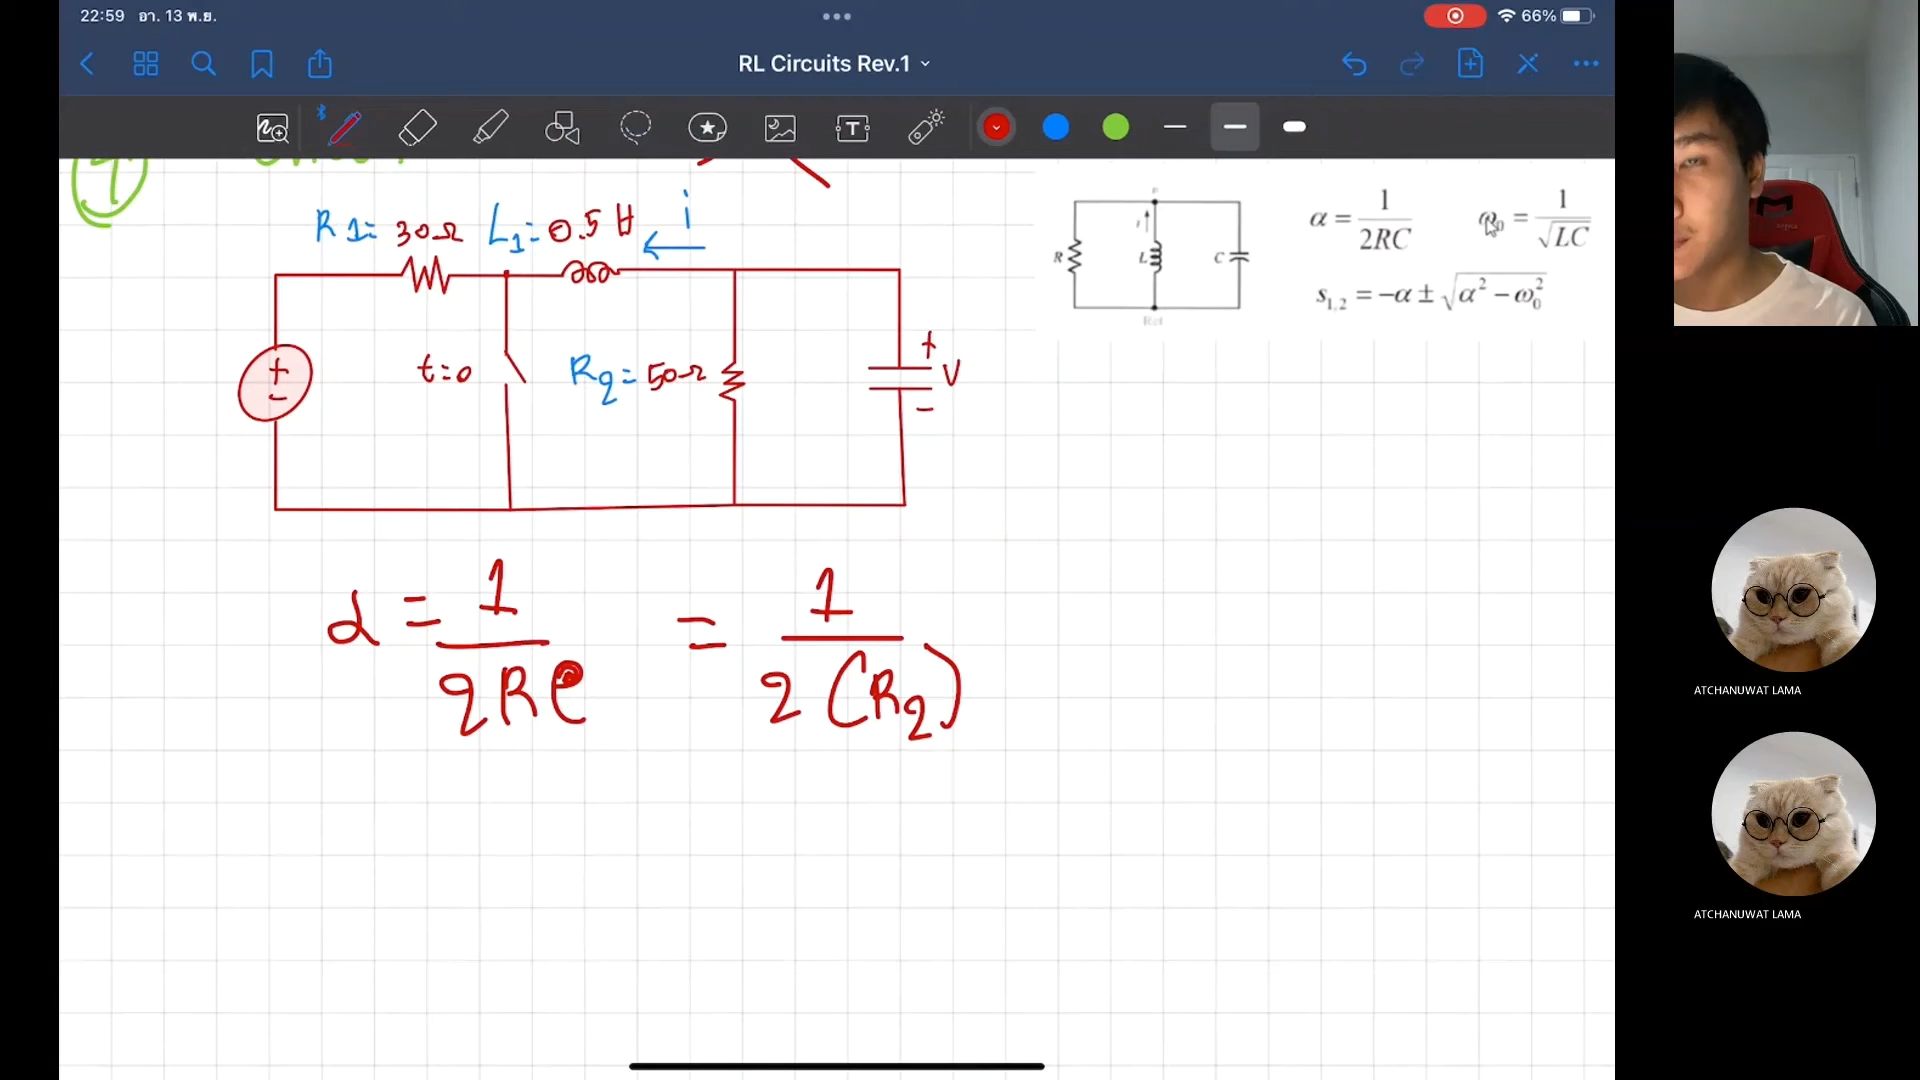 22:59 อา. 13 พ.ย.
66%
RL Circuits Rev.1
T
4
R1= 30Ω L1= 0.5 H i
+
-
t=0
R2= 50Ω
+
V
-
α = 1/2RC = 1/2(R2)
R L C
i
α = 1/2RC
ω0 = 1/√LC
s1,2 = -α ± √α² - ω0²
ATCHANUWAT LAMA
ATCHANUWAT LAMA